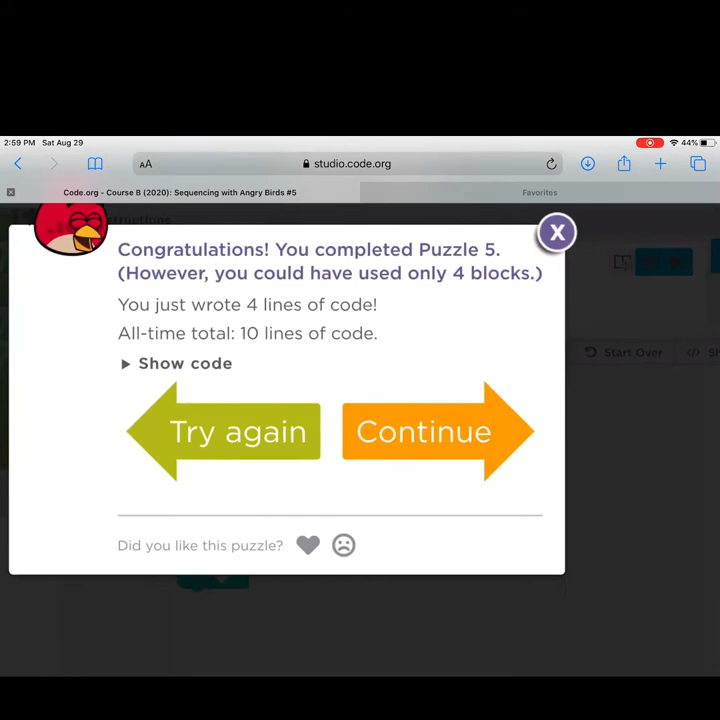 2:59 PM Sat Aug 29
44%
AA
studio.code.org
Code.org - Course B (2020): Sequencing with Angry Birds #5
Favorites
X
Congratulations! You completed Puzzle 5.
(However, you could have used only 4 blocks.)
You just wrote 4 lines of code!
All-time total: 10 lines of code.
Show code
Start Over
Try again
Continue
Did you like this puzzle?